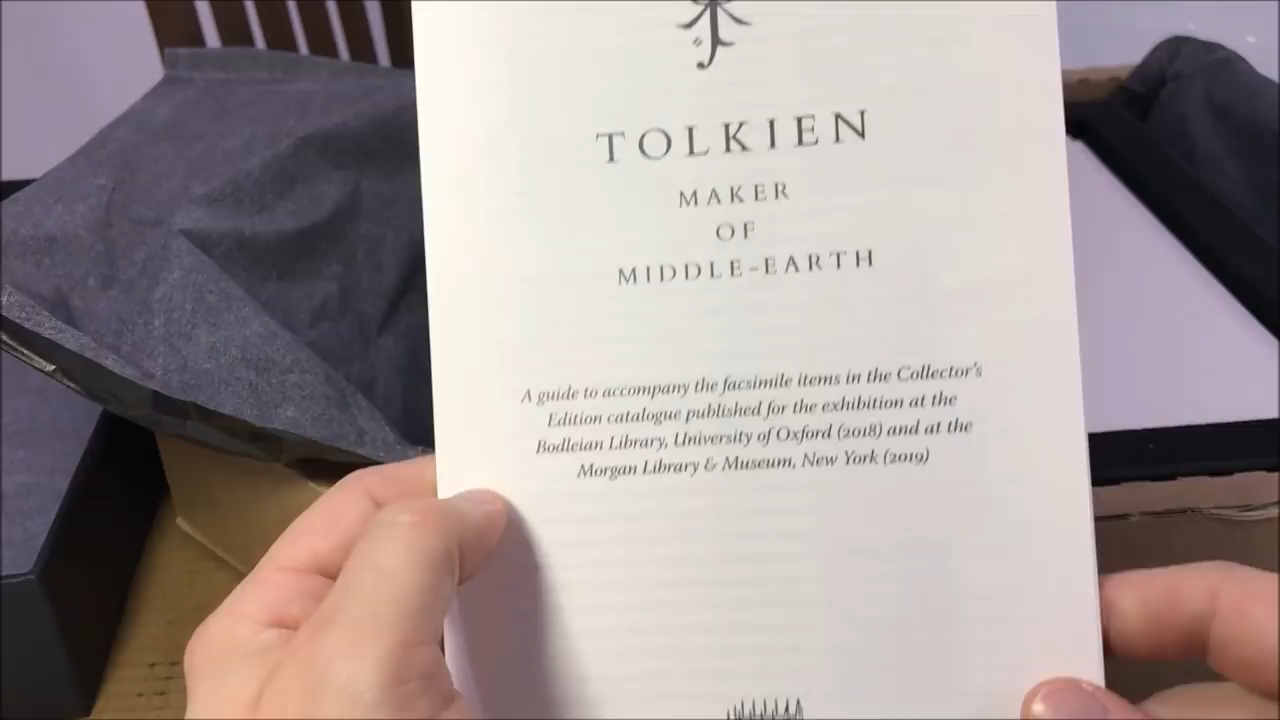 TOLKIEN
MAKER
OF
MIDDLE-EARTH
A guide to accompany the facsimile items in the Collector's
Edition catalogue published for the exhibition at the
Bodleian Library, University of Oxford (2018) and at the
Morgan Library & Museum, New York (2019)